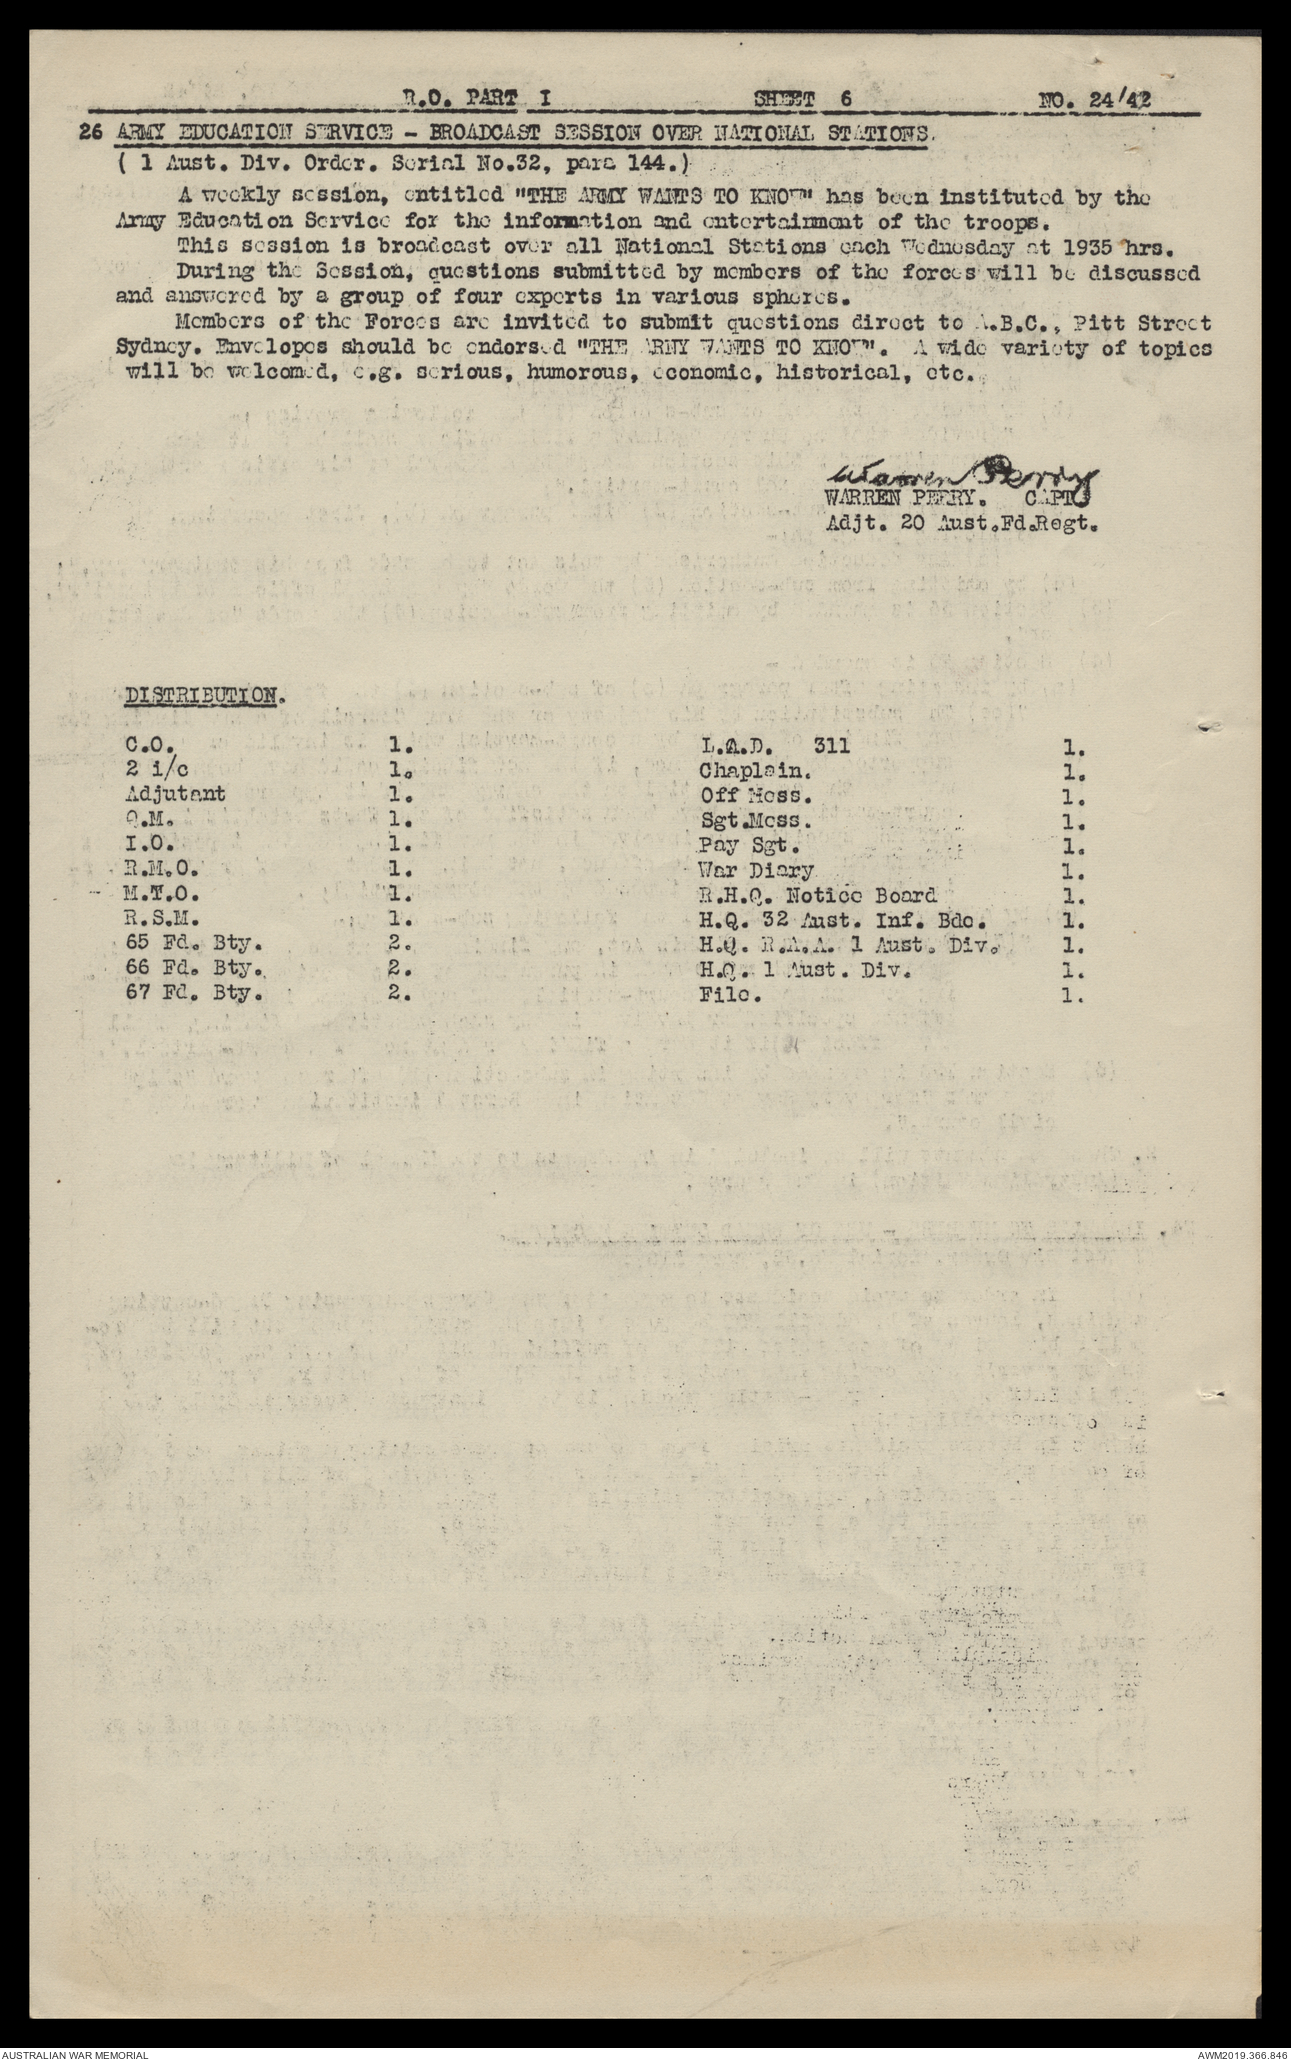 R.O. PART I SHEET 6 NO. 24/42
26 ARMY EDUCATION SERVICE - BROADCAST SESSION OVER NATIONAL STATIONS.
( 1 Aust. Div. Order. Serial No.32, para 144.)
A weekly session, entitled "THE ARMY WANTS TO KNOW" has been instituted by the
Army Education Service for the information and entertainment of the troops.
This session is broadcast over all National Stations each Wednesday at 1935 hrs.
During the Session, questions submitted by members of the forces will be discussed
and answered by a group of four experts in various spheres.
Members of the Forces are invited to submit questions direct to A.B.C., Pitt Street
Sydney. Envelopes should be endorsed "THE ARMY WANTS TO KNOW". A wide variety of topics
will be welcomed, e.g. serious, humorous, economic, historical, etc.
Warren Perry
WARREN PERRY. CAPT
Adjt. 20 Aust.Fd.Regt.
DISTRIBUTION.
C.O. 1. L.A.D. 311 1.
2 i/c 1. Chaplain. 1.
Adjutant 1. Off Mess. 1.
Q.M. 1. Sgt.Mess. 1.
I.O. 1. Pay Sgt. 1.
R.M.O. 1. War Diary 1.
M.T.O. 1. R.H.Q. Notice Board 1.
R.S.M. 1. H.Q. 32 Aust. Inf. Bde. 1.
65 Fd. Bty. 2. H.Q. R.A.A. 1 Aust. Div. 1.
66 Fd. Bty. 2. H.Q. 1 Aust. Div. 1.
67 Fd. Bty. 2. File. 1.
AUSTRALIAN WAR MEMORIAL AWM2019.366.846